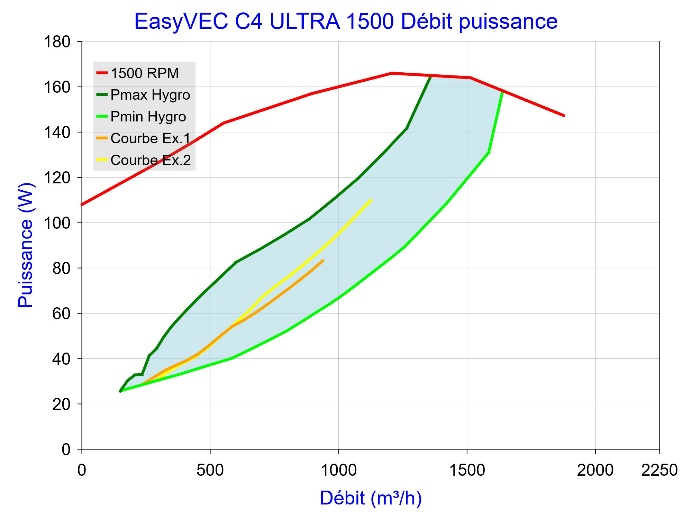 EasyVEC C4 ULTRA 1500 Débit puissance
180
160
140
120
100
80
60
40
20
0
Puissance (W)
1500 RPM
Pmax Hygro
Pmin Hygro
Courbe Ex.1
Courbe Ex.2
0 500 1000 1500 2000 2250
Débit (m³/h)